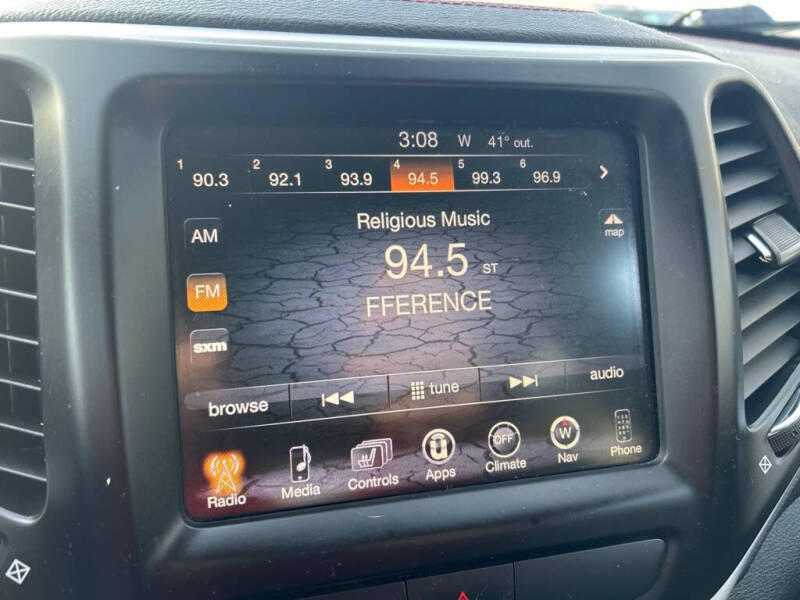 3:08 W 41° out.
1 90.3 2 92.1 3 93.9 4 94.5 5 99.3 6 96.9
Religious Music
AM
map
94.5 ST
FM
FFERENCE
sxm
browse tune audio
OFF W
Radio Media Controls Apps Climate Nav Phone